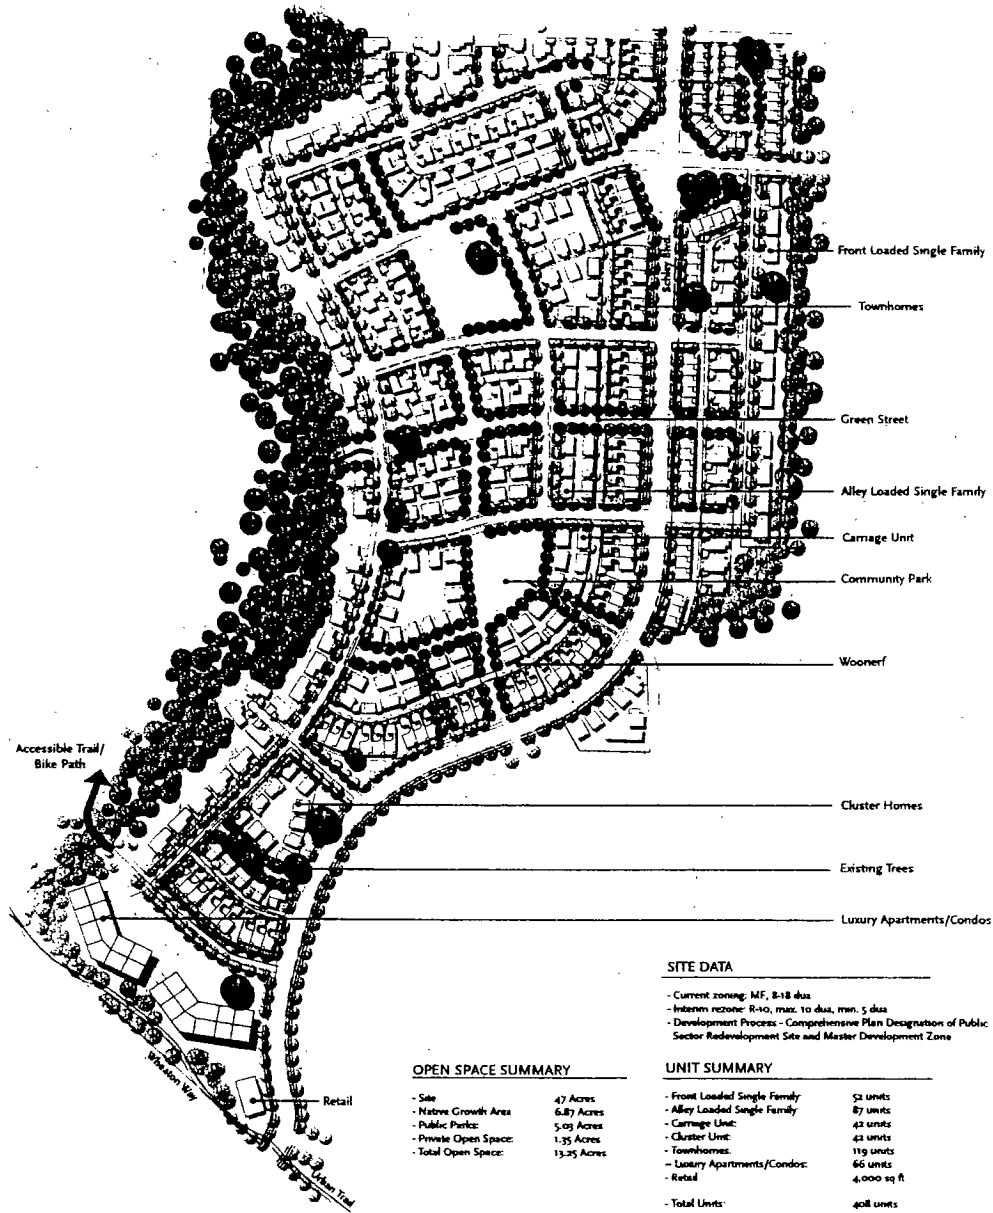 Front Loaded Single Family
Schley Blvd
Townhomes
Green Street
Alley Loaded Single Family
Carriage Unit
Community Park
Woonerf
Accessible Trail/
Bike Path
Cluster Homes
Existing Trees
Luxury Apartments/Condos
Wheaton Way
Retail
Urban Trail
SITE DATA
- Current zoning: MF, 8-18 dua
- Interim rezone: R-10, max. 10 dua, min. 5 dua
- Development Process - Comprehensive Plan Designation of Public
Sector Redevelopment Site and Master Development Zone
OPEN SPACE SUMMARY
- Site 47 Acres
- Native Growth Area 6.87 Acres
- Public Parks: 5.03 Acres
- Private Open Space: 1.35 Acres
- Total Open Space: 13.25 Acres
UNIT SUMMARY
- Front Loaded Single Family 52 units
- Alley Loaded Single Family 87 units
- Carriage Unit: 42 units
- Cluster Unit: 42 units
- Townhomes: 119 units
- Luxury Apartments/Condos: 66 units
- Retail 4,000 sq ft
- Total Units: 408 units